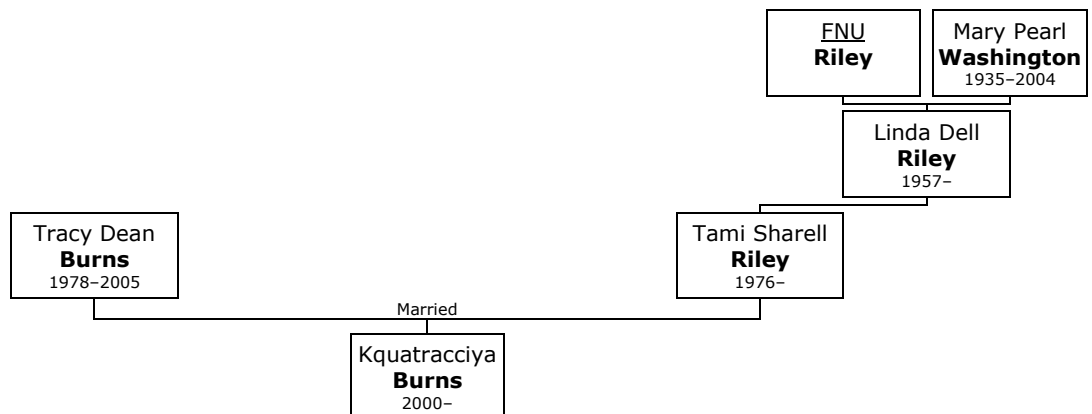 FNU
Riley
Mary Pearl
Washington
1935–2004
Linda Dell
Riley
1957–
Tracy Dean
Burns
1978–2005
Tami Sharell
Riley
1976–
Married
Kquatracciya
Burns
2000–